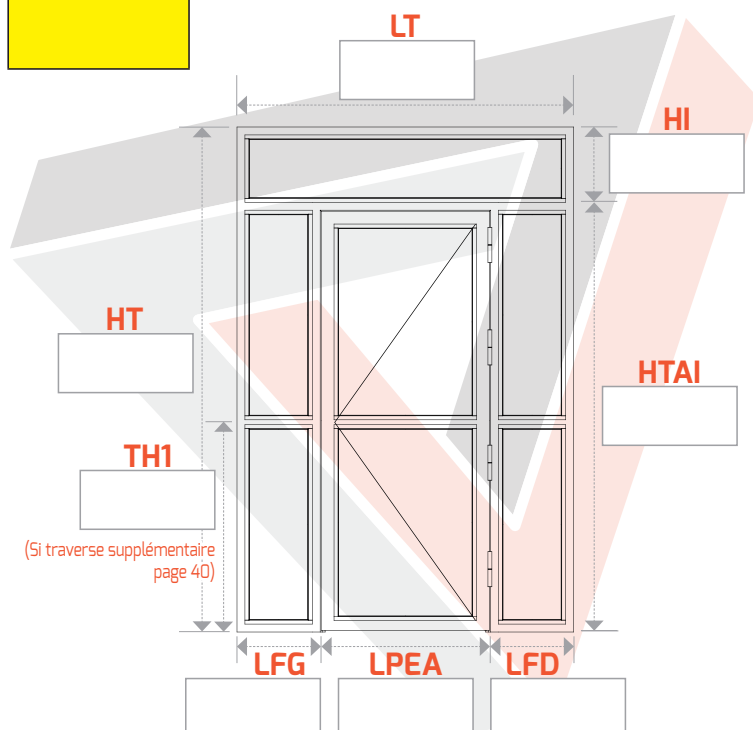 LT
HI
HT
HTAI
TH1
(Si traverse supplémentaire
page 40)
LFG
LPEA
LFD